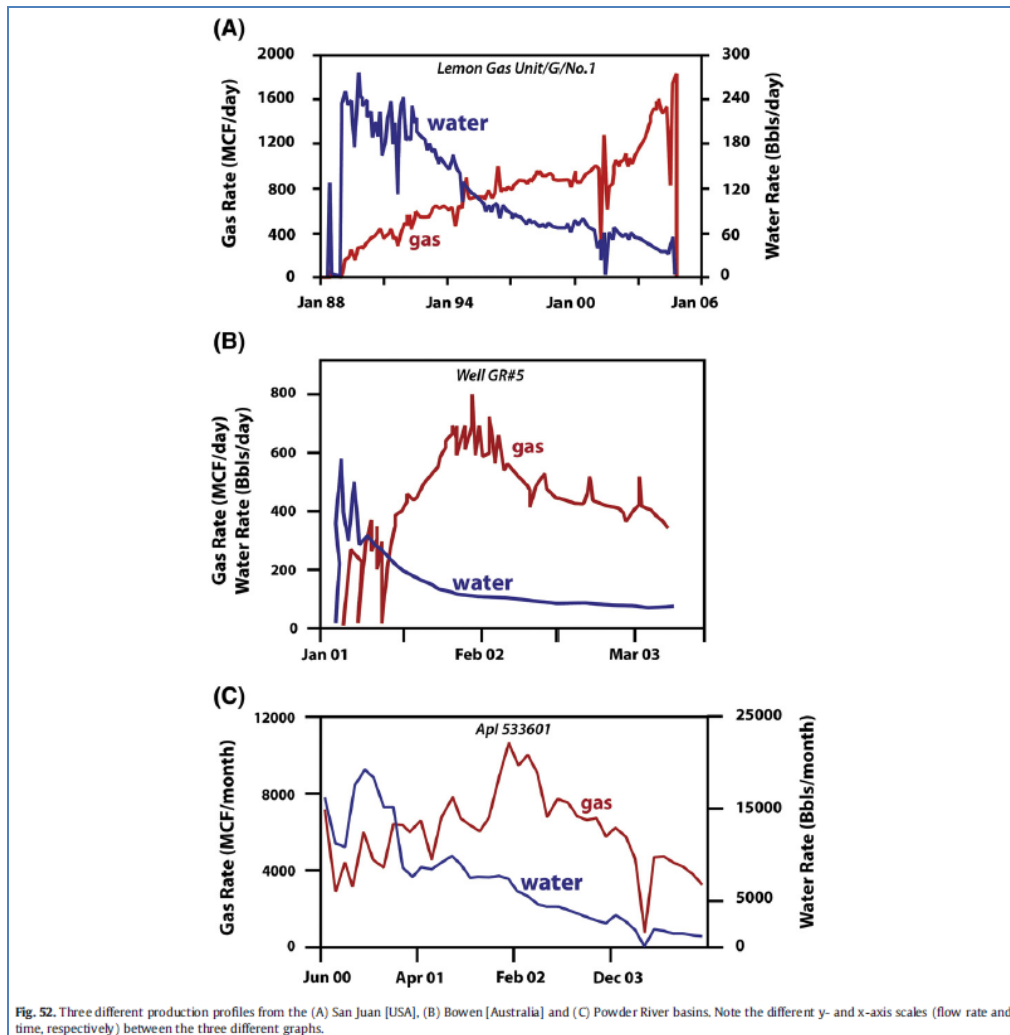 (A)
Lemon Gas Unit/G/No.1
Gas Rate (MCF/day)
2000
1600
1200
800
400
0
water
gas
300
240
180
120
60
0
Water Rate (Bbls/day)
Jan 88
Jan 94
Jan 00
Jan 06
(B)
Well GR#5
Gas Rate (MCF/day)
Water Rate (Bbls/day)
800
600
400
200
0
gas
water
Jan 01
Feb 02
Mar 03
(C)
Apl 533601
Gas Rate (MCF/month)
12000
8000
4000
0
gas
water
25000
15000
5000
0
Water Rate (Bbls/month)
Jun 00
Apr 01
Feb 02
Dec 03
Fig. 52. Three different production profiles from the (A) San Juan [USA], (B) Bowen [Australia] and (C) Powder River basins. Note the different y- and x-axis scales (flow rate and
time, respectively) between the three different graphs.